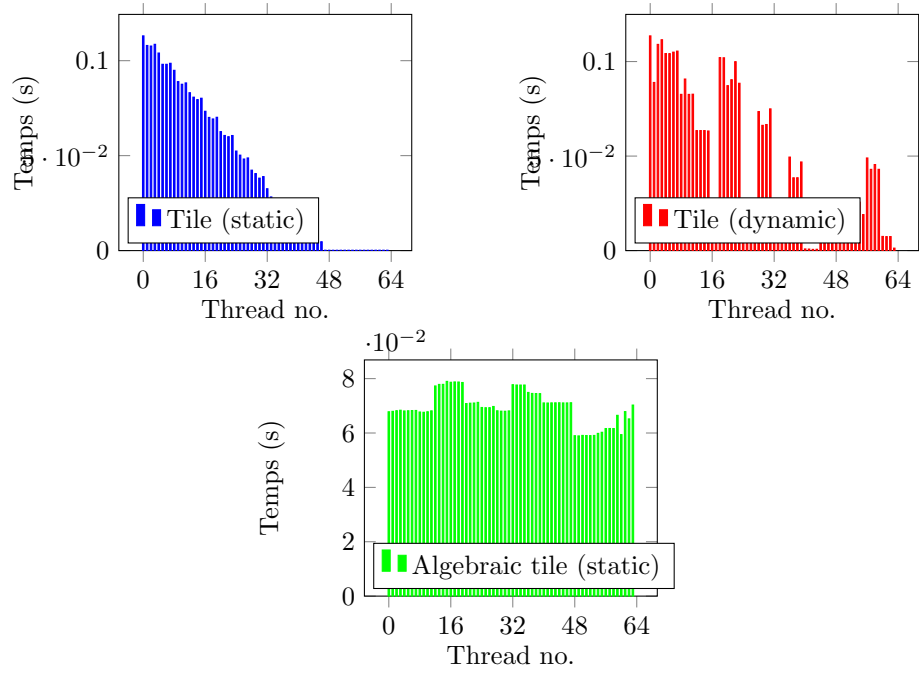 0.1
5 · 10−2
0
Temps (s)
Tile (static)
0 16 32 48 64
Thread no.
0.1
5 · 10−2
0
Temps (s)
Tile (dynamic)
0 16 32 48 64
Thread no.
·10−2
8
6
4
2
0
Temps (s)
Algebraic tile (static)
0 16 32 48 64
Thread no.